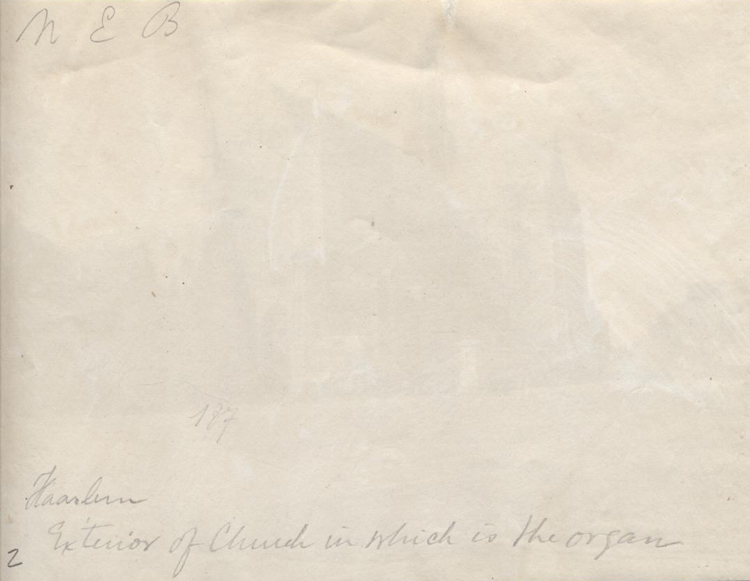 N E B
187
Haarlem
Exterior of Church in which is the organ
2